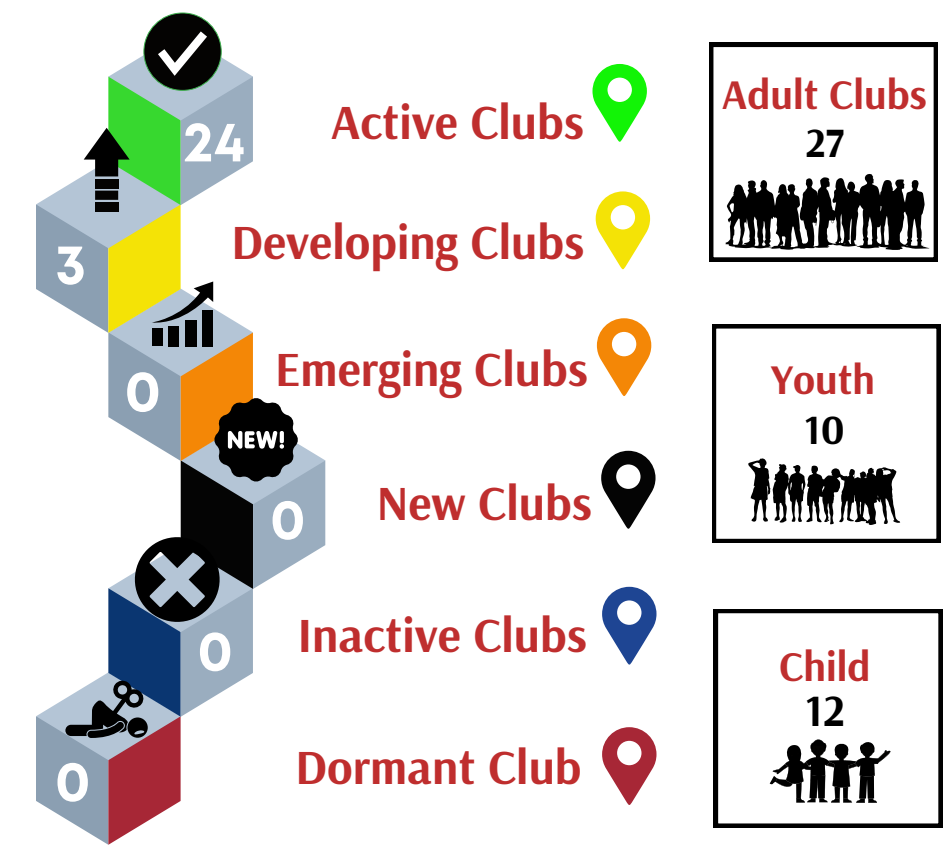 24
Active Clubs
3
Developing Clubs
0
Emerging Clubs
NEW!
0
New Clubs
0
Inactive Clubs
0
Dormant Club
Adult Clubs
27
Youth
10
Child
12